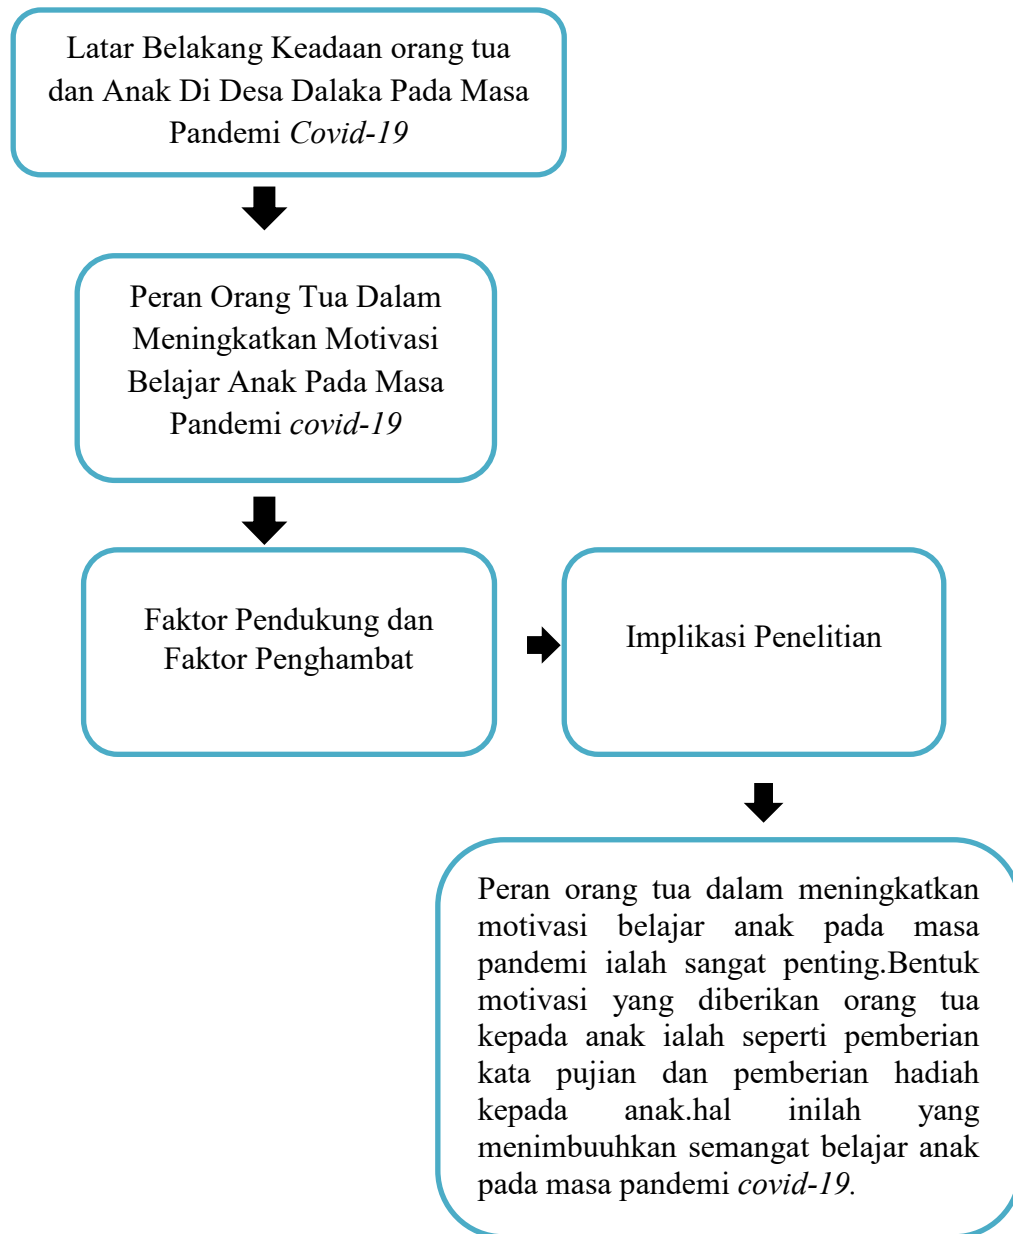 Latar Belakang Keadaan orang tua
dan Anak Di Desa Dalaka Pada Masa
Pandemi Covid-19
Peran Orang Tua Dalam
Meningkatkan Motivasi
Belajar Anak Pada Masa
Pandemi covid-19
Faktor Pendukung dan
Faktor Penghambat
Implikasi Penelitian
Peran orang tua dalam meningkatkan
motivasi belajar anak pada masa
pandemi ialah sangat penting.Bentuk
motivasi yang diberikan orang tua
kepada anak ialah seperti pemberian
kata pujian dan pemberian hadiah
kepada anak.hal inilah yang
menimbuuhkan semangat belajar anak
pada masa pandemi covid-19.